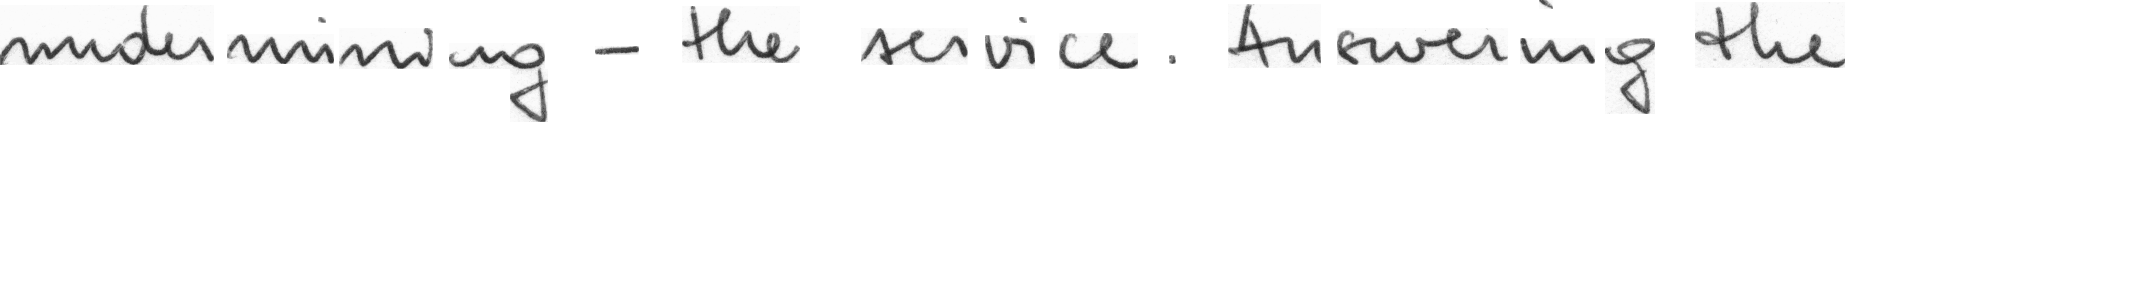 undermining - the service. Answering the